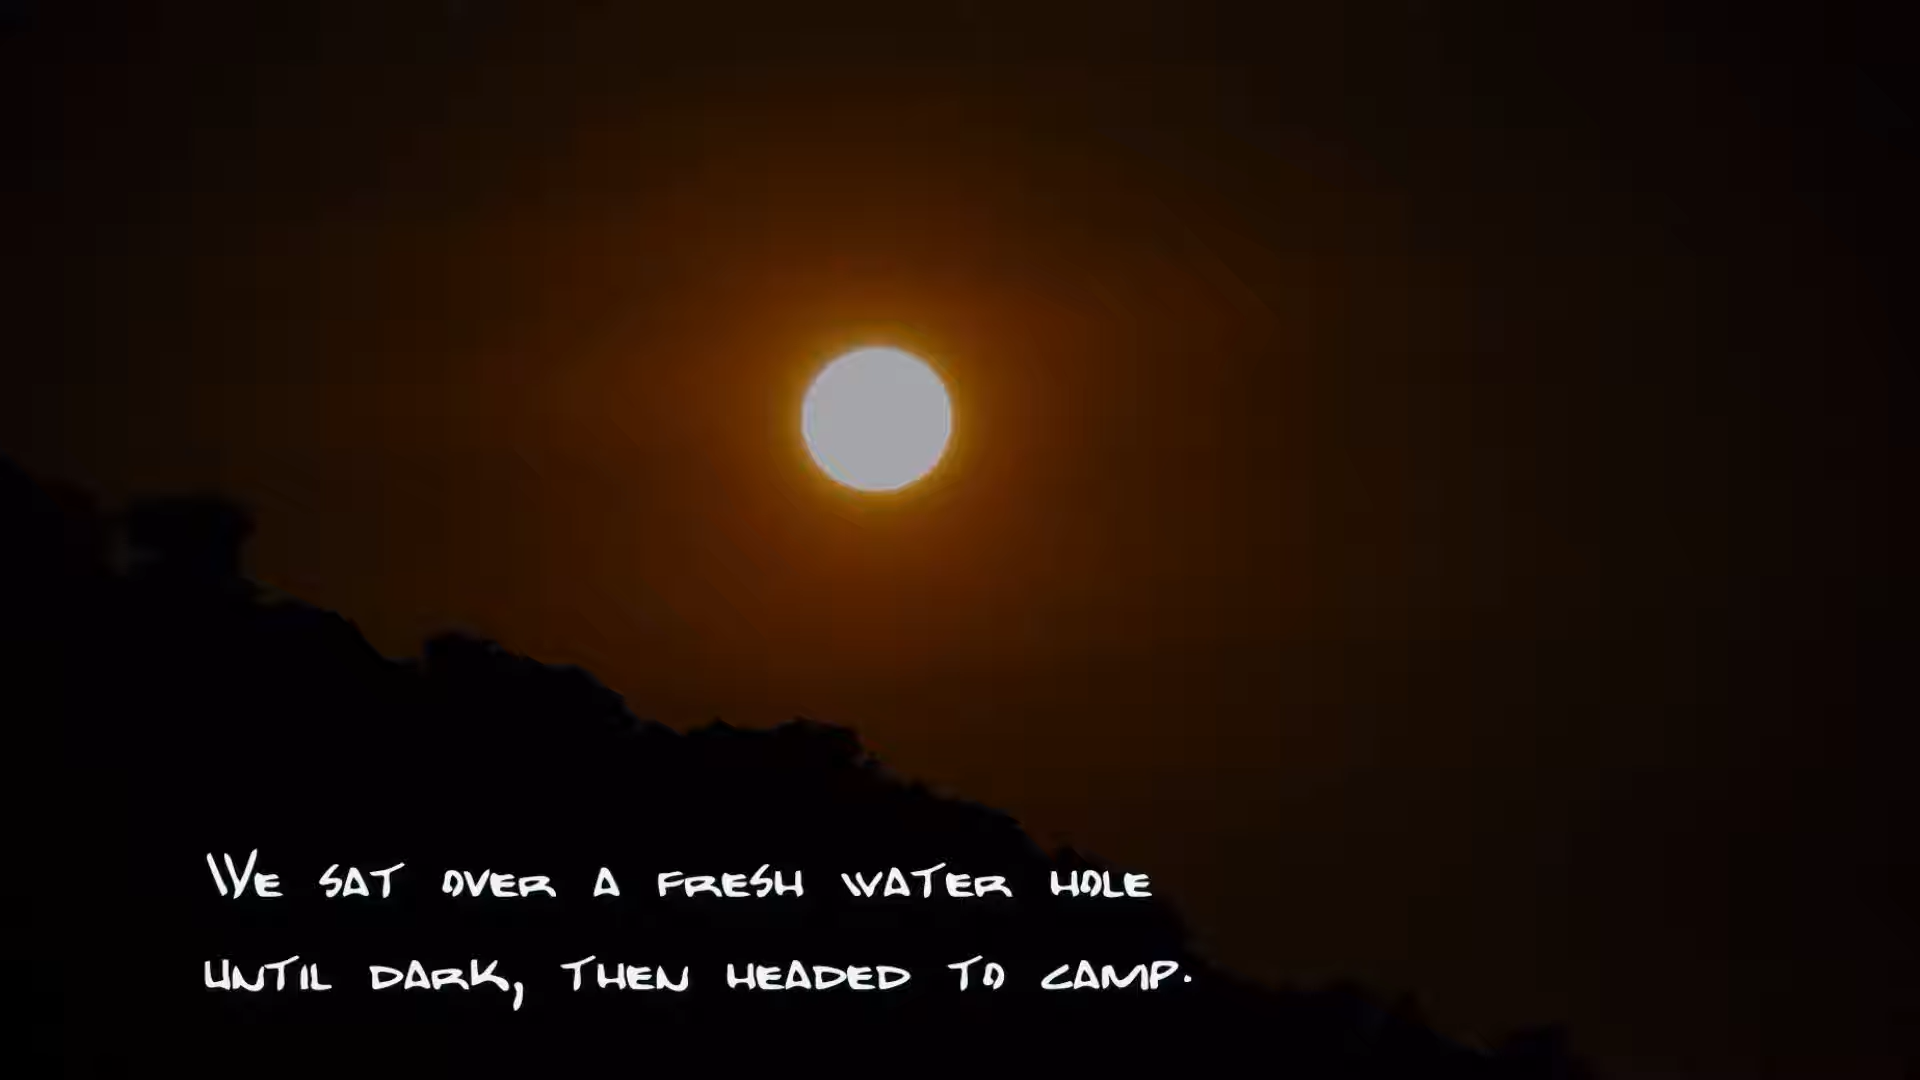 We sat over a fresh water hole
until dark, then headed to camp.